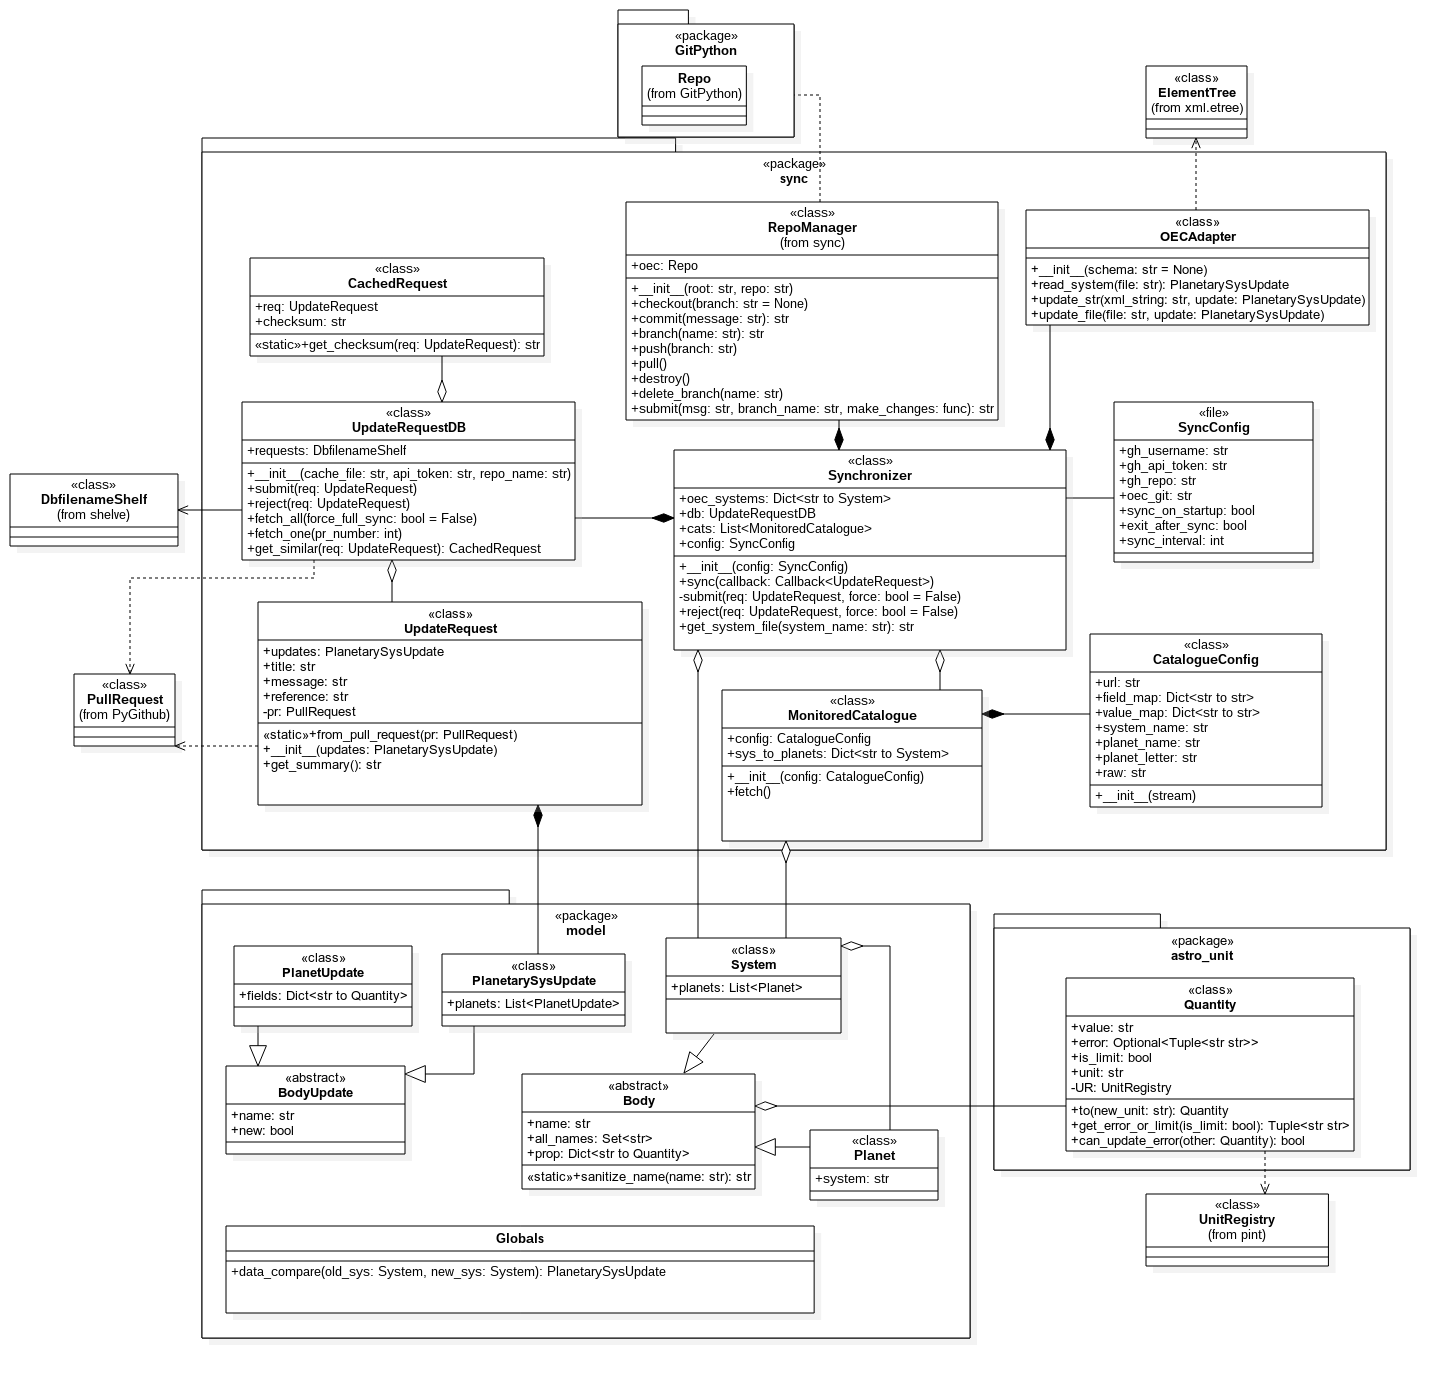 «package»
GitPython
Repo
(from GitPython)
«class»
ElementTree
(from xml.etree)
«package»
sync
«class»
RepoManager
(from sync)
+oec: Repo
+__init__(root: str, repo: str)
+checkout(branch: str = None)
+commit(message: str): str
+branch(name: str): str
+push(branch: str)
+pull()
+destroy()
+delete_branch(name: str)
+submit(msg: str, branch_name: str, make_changes: func): str
«class»
OECAdapter
+__init__(schema: str = None)
+read_system(file: str): PlanetarySysUpdate
+update_str(xml_string: str, update: PlanetarySysUpdate)
+update_file(file: str, update: PlanetarySysUpdate)
«class»
CachedRequest
+req: UpdateRequest
+checksum: str
«static»+get_checksum(req: UpdateRequest): str
«class»
UpdateRequestDB
+requests: DbfilenameShelf
+__init__(cache_file: str, api_token: str, repo_name: str)
+submit(req: UpdateRequest)
+reject(req: UpdateRequest)
+fetch_all(force_full_sync: bool = False)
+fetch_one(pr_number: int)
+get_similar(req: UpdateRequest): CachedRequest
«class»
DbfilenameShelf
(from shelve)
«class»
Synchronizer
+oec_systems: Dict<str to System>
+db: UpdateRequestDB
+cats: List<MonitoredCatalogue>
+config: SyncConfig
+__init__(config: SyncConfig)
+sync(callback: Callback<UpdateRequest>)
-submit(req: UpdateRequest, force: bool = False)
+reject(req: UpdateRequest, force: bool = False)
+get_system_file(system_name: str): str
«file»
SyncConfig
+gh_username: str
+gh_api_token: str
+gh_repo: str
+oec_git: str
+sync_on_startup: bool
+exit_after_sync: bool
+sync_interval: int
«class»
UpdateRequest
+updates: PlanetarySysUpdate
+title: str
+message: str
+reference: str
-pr: PullRequest
«static»+from_pull_request(pr: PullRequest)
+__init__(updates: PlanetarySysUpdate)
+get_summary(): str
«class»
PullRequest
(from PyGithub)
«class»
MonitoredCatalogue
+config: CatalogueConfig
+sys_to_planets: Dict<str to System>
+__init__(config: CatalogueConfig)
+fetch()
«class»
CatalogueConfig
+url: str
+field_map: Dict<str to str>
+value_map: Dict<str to str>
+system_name: str
+planet_name: str
+planet_letter: str
+raw: str
+__init__(stream)
«package»
model
«class»
PlanetUpdate
+fields: Dict<str to Quantity>
«class»
PlanetarySysUpdate
+planets: List<PlanetUpdate>
«class»
System
+planets: List<Planet>
«abstract»
BodyUpdate
+name: str
+new: bool
«abstract»
Body
+name: str
+all_names: Set<str>
+prop: Dict<str to Quantity>
«static»+sanitize_name(name: str): str
«class»
Planet
+system: str
Globals
+data_compare(old_sys: System, new_sys: System): PlanetarySysUpdate
«package»
astro_unit
«class»
Quantity
+value: str
+error: Optional<Tuple<str str>>
+is_limit: bool
+unit: str
-UR: UnitRegistry
+to(new_unit: str): Quantity
+get_error_or_limit(is_limit: bool): Tuple<str str>
+can_update_error(other: Quantity): bool
«class»
UnitRegistry
(from pint)